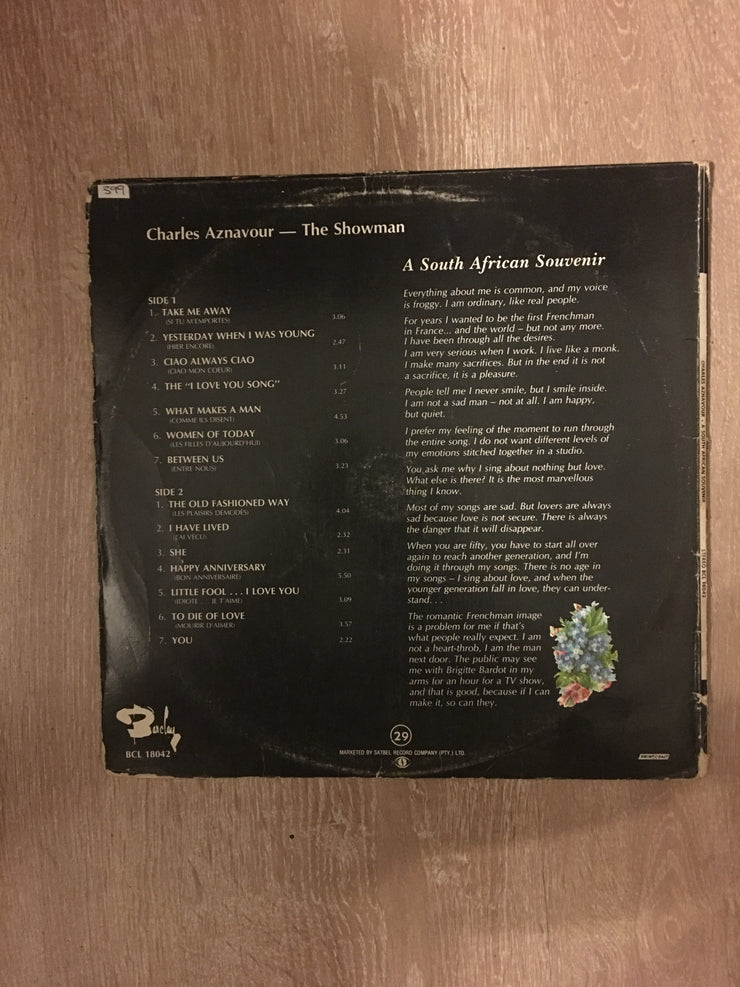 399
Charles Aznavour — The Showman
SIDE 1
1. TAKE ME AWAY
(SI TU M'EMPORTES) 3.06
2. YESTERDAY WHEN I WAS YOUNG
(HIER ENCORE) 2.47
3. CIAO ALWAYS CIAO
(CIAO MON COEUR) 3.11
4. THE "I LOVE YOU SONG"
3.27
5. WHAT MAKES A MAN
(COMME ILS DISENT) 4.53
6. WOMEN OF TODAY
(LES FILLES D'AUJOURD'HUI) 3.06
7. BETWEEN US
(ENTRE NOUS) 3.23
SIDE 2
1. THE OLD FASHIONED WAY
(LES PLAISIRS DEMODES) 4.04
2. I HAVE LIVED
(J'AI VÉCU) 2.32
3. SHE 2.31
4. HAPPY ANNIVERSARY
(BON ANNIVERSAIRE) 5.50
5. LITTLE FOOL . . . I LOVE YOU
(IDIOTE . . . JE T'AIME) 3.09
6. TO DIE OF LOVE
(MOURIR D'AIMER) 3.57
7. YOU 2.22
A South African Souvenir
Everything about me is common, and my voice
is froggy. I am ordinary, like real people.
For years I wanted to be the first Frenchman
in France... and the world – but not any more.
I have been through all the desires.
I am very serious when I work. I live like a monk.
I make many sacrifices. But in the end it is not
a sacrifice, it is a pleasure.
People tell me I never smile, but I smile inside.
I am not a sad man – not at all. I am happy,
but quiet.
I prefer my feeling of the moment to run through
the entire song. I do not want different levels of
my emotions stitched together in a studio.
You ask me why I sing about nothing but love.
What else is there? It is the most marvellous
thing I know.
Most of my songs are sad. But lovers are always
sad because love is not secure. There is always
the danger that it will disappear.
When you are fifty, you have to start all over
again to reach another generation, and I'm
doing it through my songs. There is no age in
my songs – I sing about love, and when the
younger generation fall in love, they can under-
stand. . .
The romantic Frenchman image
is a problem for me if that's
what people really expect. I am
not a heart-throb, I am the man
next door. The public may see
me with Brigitte Bardot in my
arms for an hour for a TV show,
and that is good, because if I can
make it, so can they.
Barclay
BCL 18042
29
MARKETED BY SATBEL RECORD COMPANY (PTY.) LTD.
CHARLES AZNAVOUR - A SOUTH AFRICAN SOUVENIR
STEREO BCL 18042